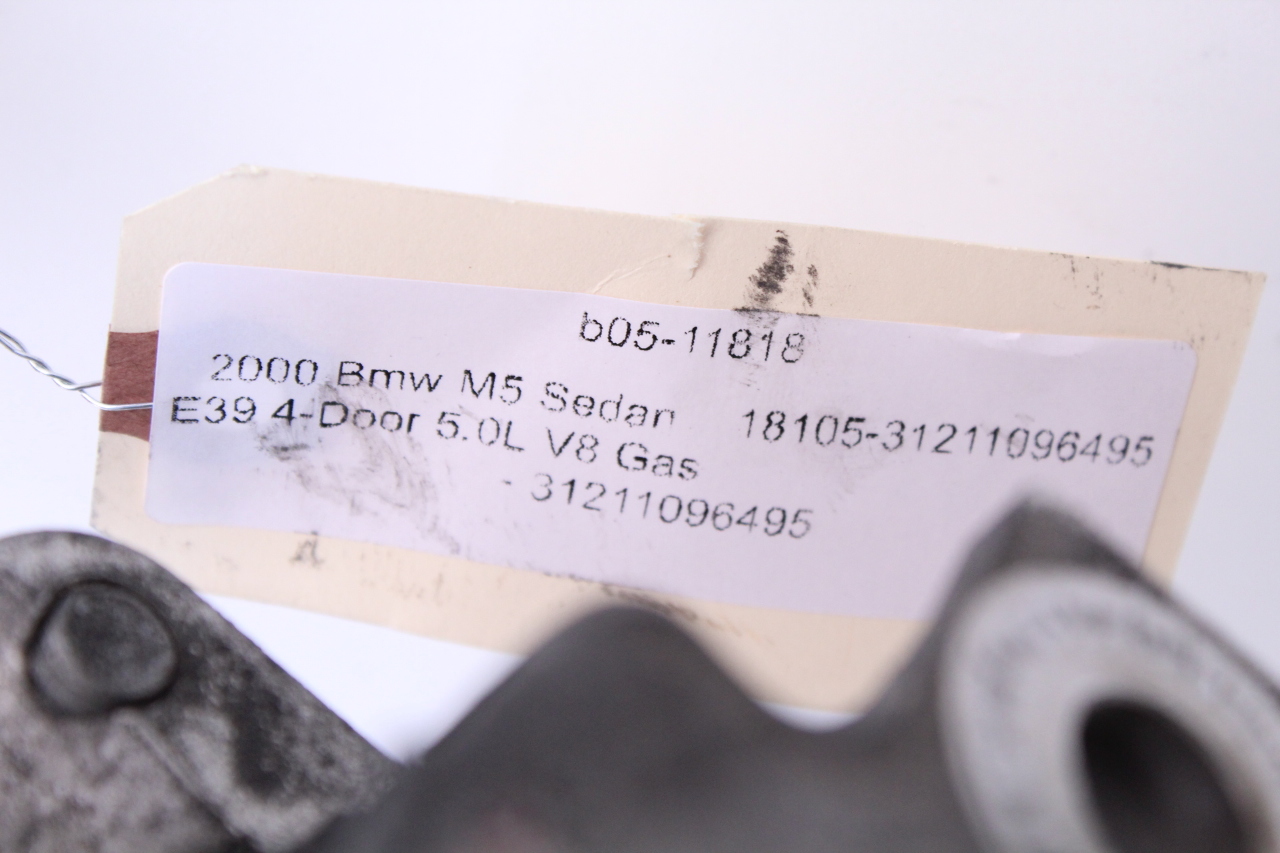 b05-11818
2000 Bmw M5 Sedan 18105-31211096495
E39 4-Door 5.0L V8 Gas
- 31211096495